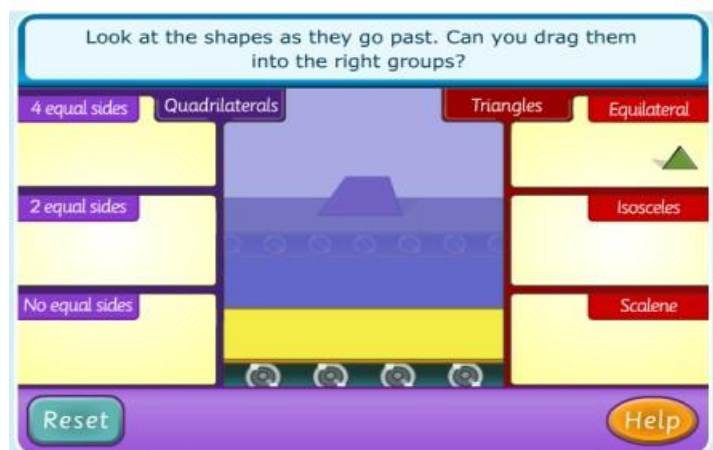 Look at the shapes as they go past. Can you drag them
into the right groups?
4 equal sides
Quadrilaterals
Triangles
Equilateral
2 equal sides
Isosceles
No equal sides
Scalene
Reset
Help